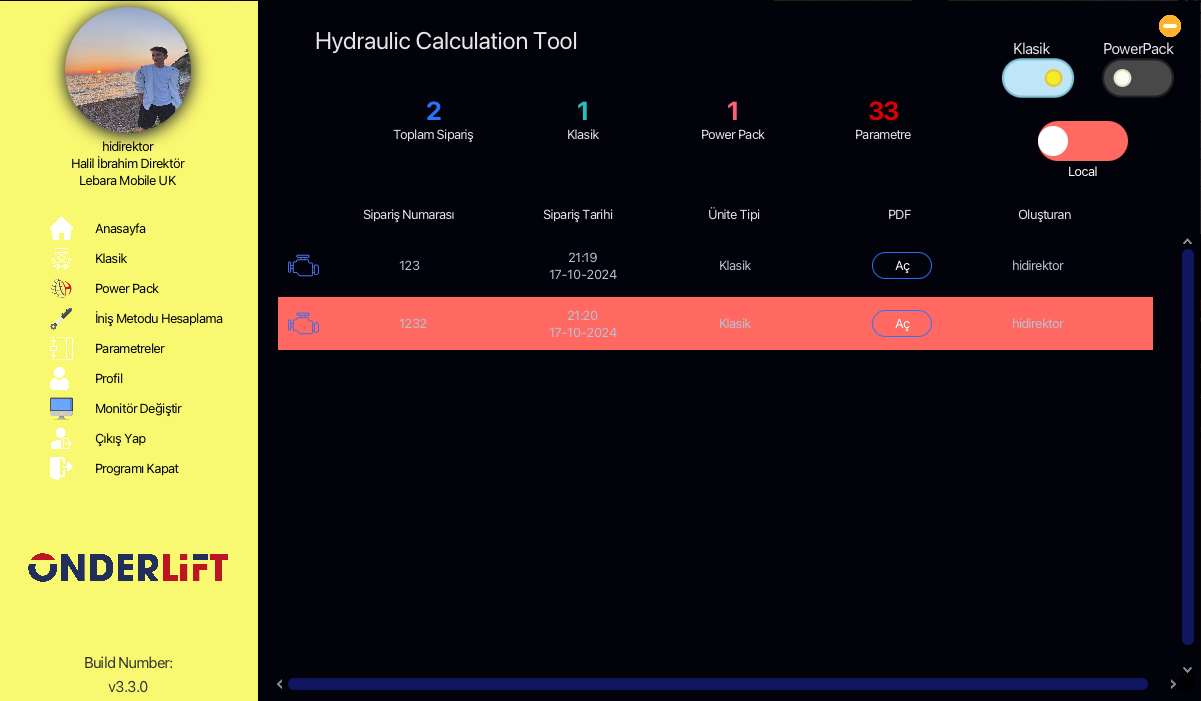 hidirektor
Halil İbrahim Direktör
Lebara Mobile UK
Anasayfa
Klasik
Power Pack
İniş Metodu Hesaplama
Parametreler
Profil
Monitör Değiştir
Çıkış Yap
Programı Kapat
ONDERLiFT
Build Number:
v3.3.0
Hydraulic Calculation Tool
Klasik
PowerPack
2
1
1
33
Toplam Sipariş
Klasik
Power Pack
Parametre
Local
Sipariş Numarası
Sipariş Tarihi
Ünite Tipi
PDF
Oluşturan
123
21:19
17-10-2024
Klasik
Aç
hidirektor
1232
21:20
17-10-2024
Klasik
Aç
hidirektor